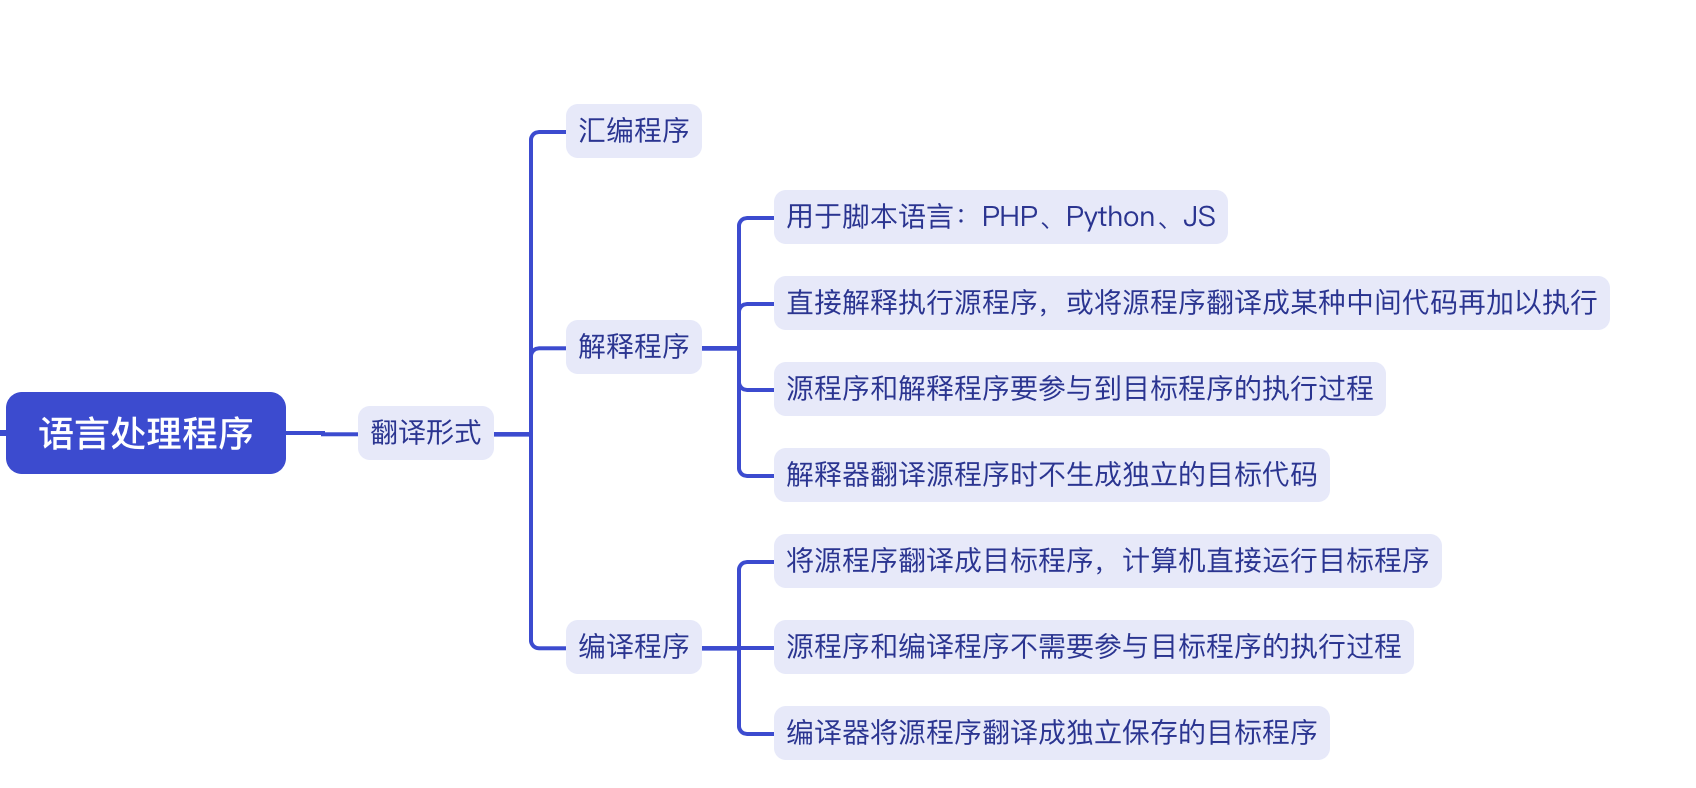 语言处理程序
翻译形式
汇编程序
解释程序
用于脚本语言：PHP、Python、JS
直接解释执行源程序，或将源程序翻译成某种中间代码再加以执行
源程序和解释程序要参与到目标程序的执行过程
解释器翻译源程序时不生成独立的目标代码
编译程序
将源程序翻译成目标程序，计算机直接运行目标程序
源程序和编译程序不需要参与目标程序的执行过程
编译器将源程序翻译成独立保存的目标程序